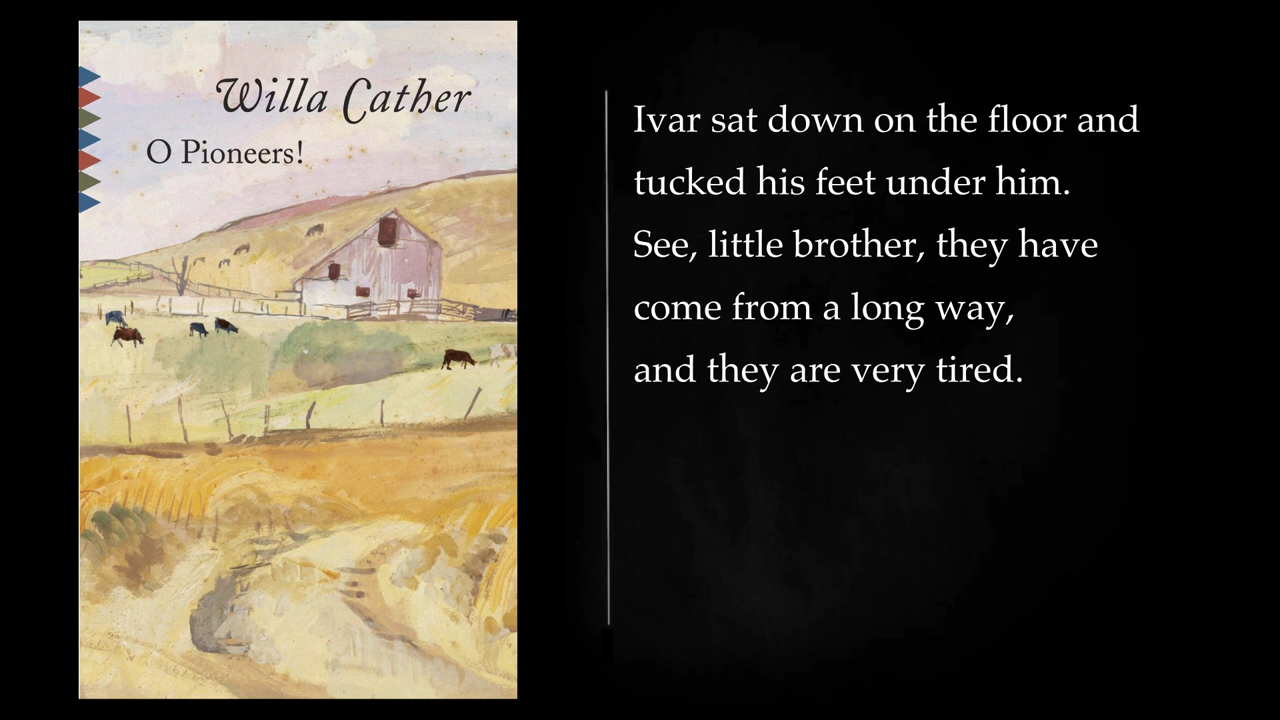 Willa Cather
O Pioneers!
Ivar sat down on the floor and
tucked his feet under him.
See, little brother, they have
come from a long way,
and they are very tired.